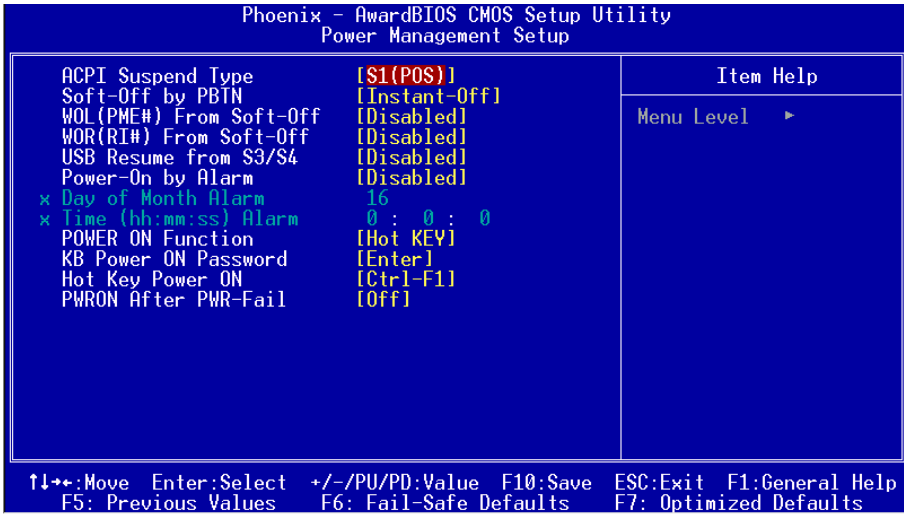 Phoenix - AwardBIOS CMOS Setup Utility
Power Management Setup
ACPI Suspend Type [S1(POS)]
Soft-Off by PBTN [Instant-Off]
WOL(PME#) From Soft-Off [Disabled]
WOR(RI#) From Soft-Off [Disabled]
USB Resume from S3/S4 [Disabled]
Power-On by Alarm [Disabled]
x Day of Month Alarm 16
x Time (hh:mm:ss) Alarm 0 : 0 : 0
POWER ON Function [Hot KEY]
KB Power ON Password [Enter]
Hot Key Power ON [Ctrl-F1]
PWRON After PWR-Fail [Off]
Item Help
Menu Level ►
↑↓→←:Move Enter:Select +/-/PU/PD:Value F10:Save ESC:Exit F1:General Help
F5: Previous Values F6: Fail-Safe Defaults F7: Optimized Defaults